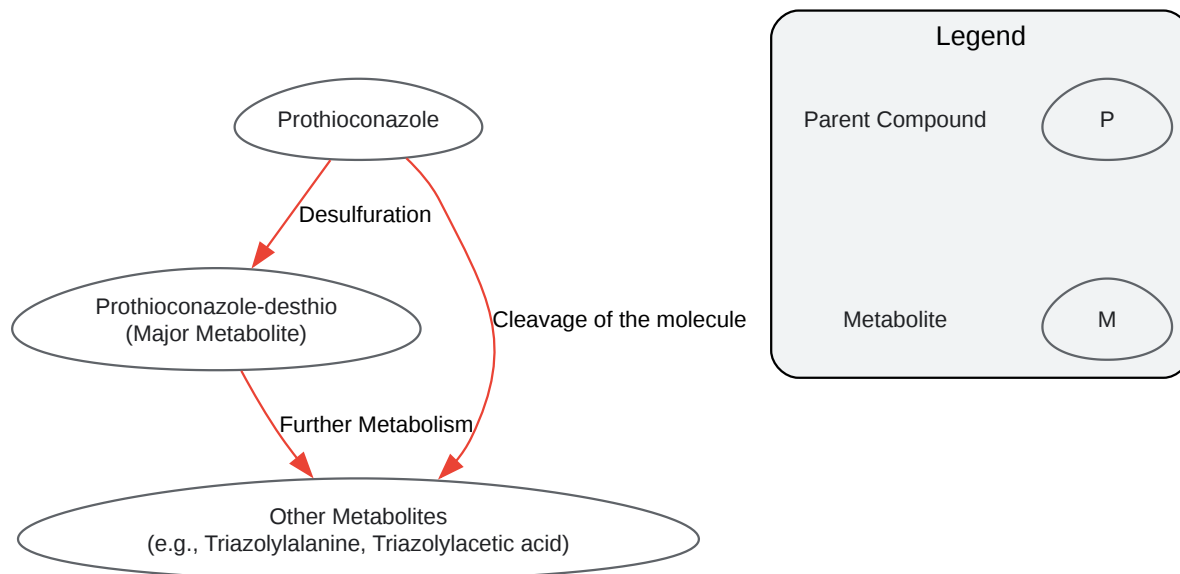 Legend
Prothioconazole
Parent Compound
P
Desulfuration
Prothioconazole-desthio
(Major Metabolite)
Cleavage of the molecule
Metabolite
M
Further Metabolism
Other Metabolites
(e.g., Triazolylalanine, Triazolylacetic acid)